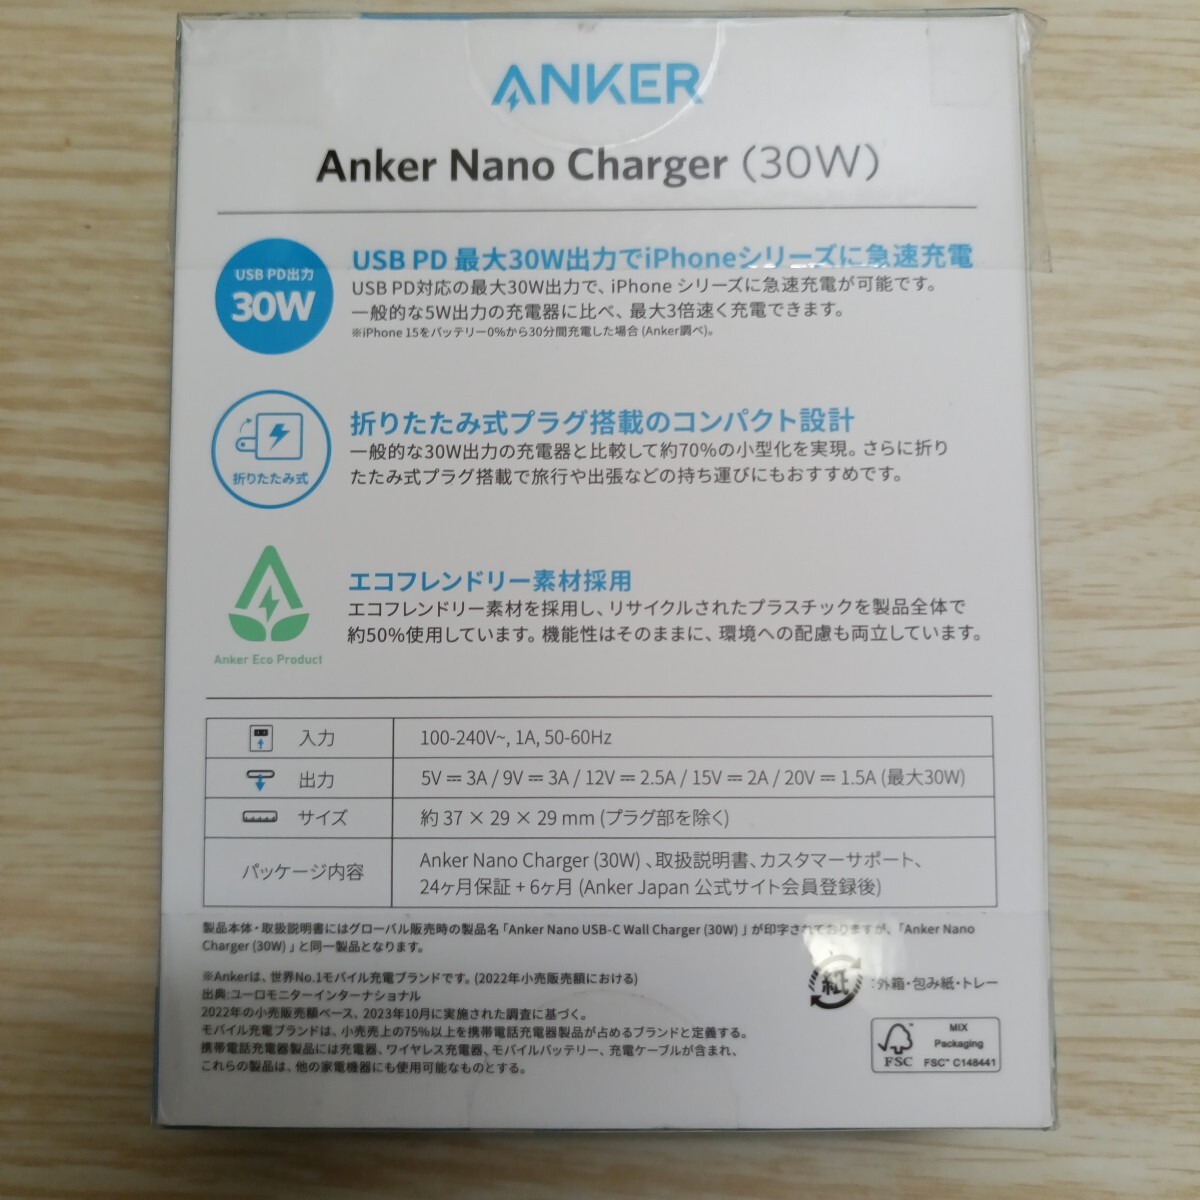 ANKER
Anker Nano Charger (30W)
USB PD出力
30W
USB PD 最大30W出力でiPhoneシリーズに急速充電
USB PD対応の最大30W出力で、iPhone シリーズに急速充電が可能です。
一般的な5W出力の充電器に比べ、最大3倍速く充電できます。
※iPhone 15をバッテリー0%から30分間充電した場合 (Anker調べ)。
折りたたみ式
折りたたみ式プラグ搭載のコンパクト設計
一般的な30W出力の充電器と比較して約70%の小型化を実現。さらに折り
たたみ式プラグ搭載で旅行や出張などの持ち運びにもおすすめです。
Anker Eco Product
エコフレンドリー素材採用
エコフレンドリー素材を採用し、リサイクルされたプラスチックを製品全体で
約50%使用しています。機能性はそのままに、環境への配慮も両立しています。
入力 100-240V~, 1A, 50-60Hz
出力 5V ⎓ 3A / 9V ⎓ 3A / 12V ⎓ 2.5A / 15V ⎓ 2A / 20V ⎓ 1.5A (最大30W)
サイズ 約 37 × 29 × 29 mm (プラグ部を除く)
パッケージ内容 Anker Nano Charger (30W) 、取扱説明書、カスタマーサポート、
24ヶ月保証 + 6ヶ月 (Anker Japan 公式サイト会員登録後)
製品本体・取扱説明書にはグローバル販売時の製品名「Anker Nano USB-C Wall Charger (30W) 」が印字されておりますが、「Anker Nano
Charger (30W) 」と同一製品となります。
※Ankerは、世界No.1モバイル充電ブランドです。(2022年小売販売額における)
出典:ユーロモニターインターナショナル
2022年の小売販売額ベース、2023年10月に実施された調査に基づく。
モバイル充電ブランドは、小売売上の75%以上を携帯電話充電器製品が占めるブランドと定義する。
携帯電話充電器製品には充電器、ワイヤレス充電器、モバイルバッテリー、充電ケーブルが含まれ、
これらの製品は、他の家電機器にも使用可能なものとする。
紙 :外箱・包み紙・トレー
FSC
MIX
Packaging
FSC™ C148441